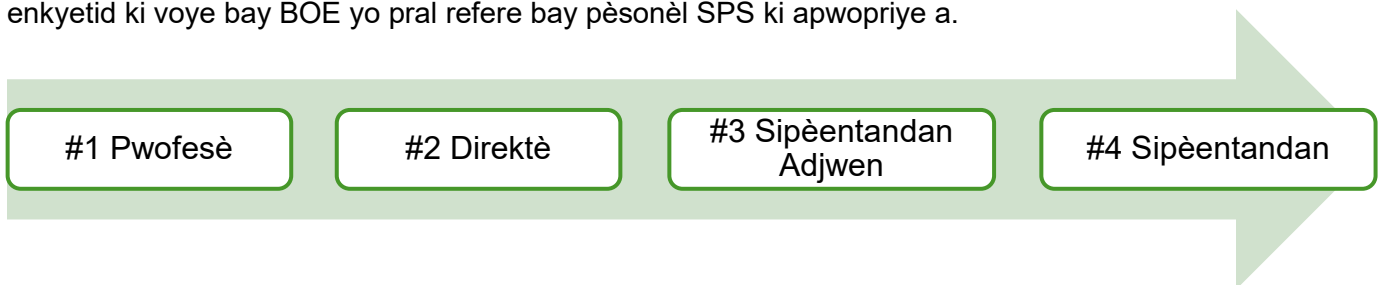 enkyetid ki voye bay BOE yo pral refere bay pèsonèl SPS ki apwopriye a.
#1 Pwofesè
#2 Direktè
#3 Sipèentandan
Adjwen
#4 Sipèentandan